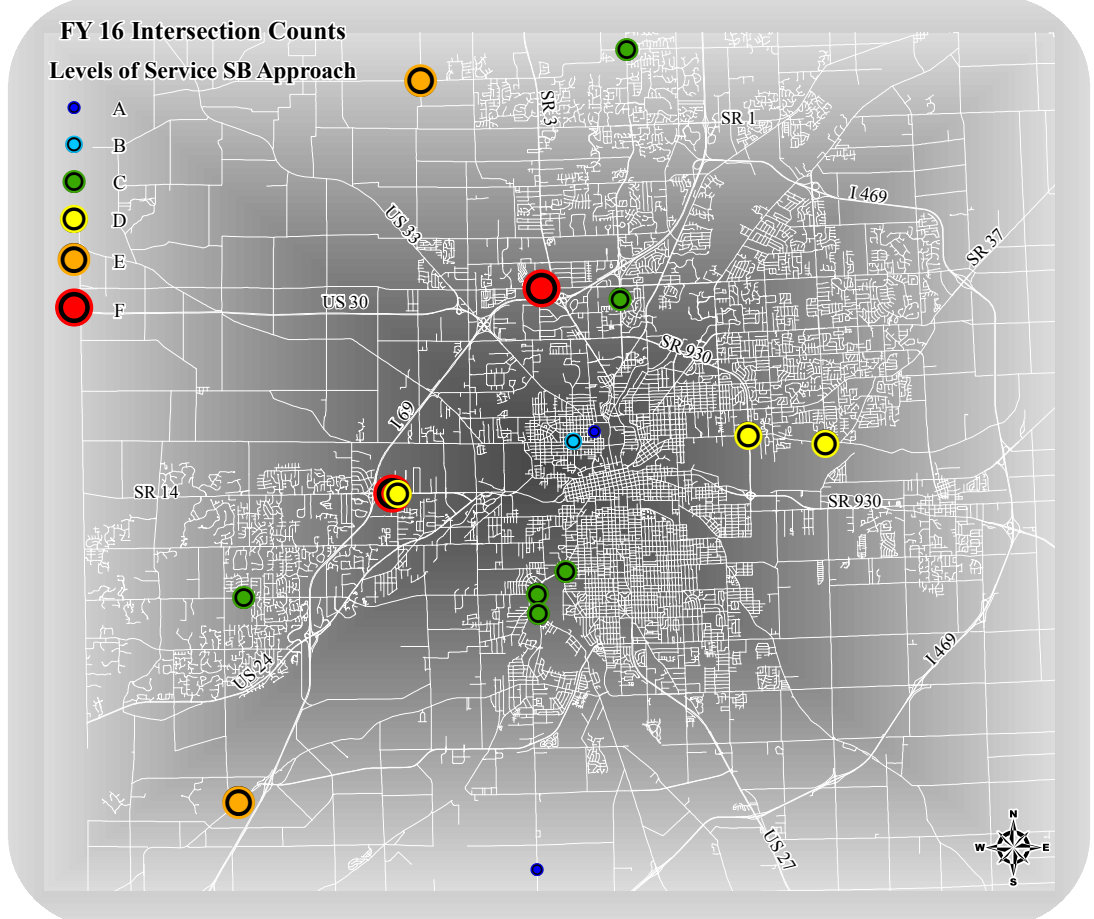 FY 16 Intersection Counts
Levels of Service SB Approach
A
B
C
D
E
F
SR 3
SR 1
I 469
US 33
SR 37
US 30
SR 930
I 69
SR 14
SR 930
US 24
I 469
US 27
N
W
E
S